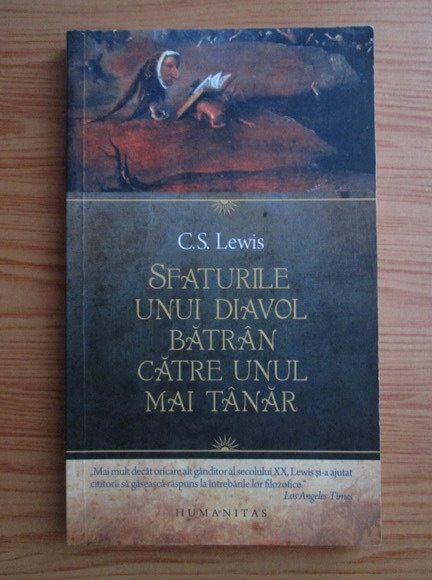 C.S. Lewis
SFATURILE
UNUI DIAVOL
BĂTRÂN
CĂTRE UNUL
MAI TÂNĂR
„Mai mult decât oricare alt gânditor al secolului XX, Lewis și-a ajutat
cititorii să găsească răspuns la întrebările lor filozofice.”
Los Angeles Times
HUMANITAS